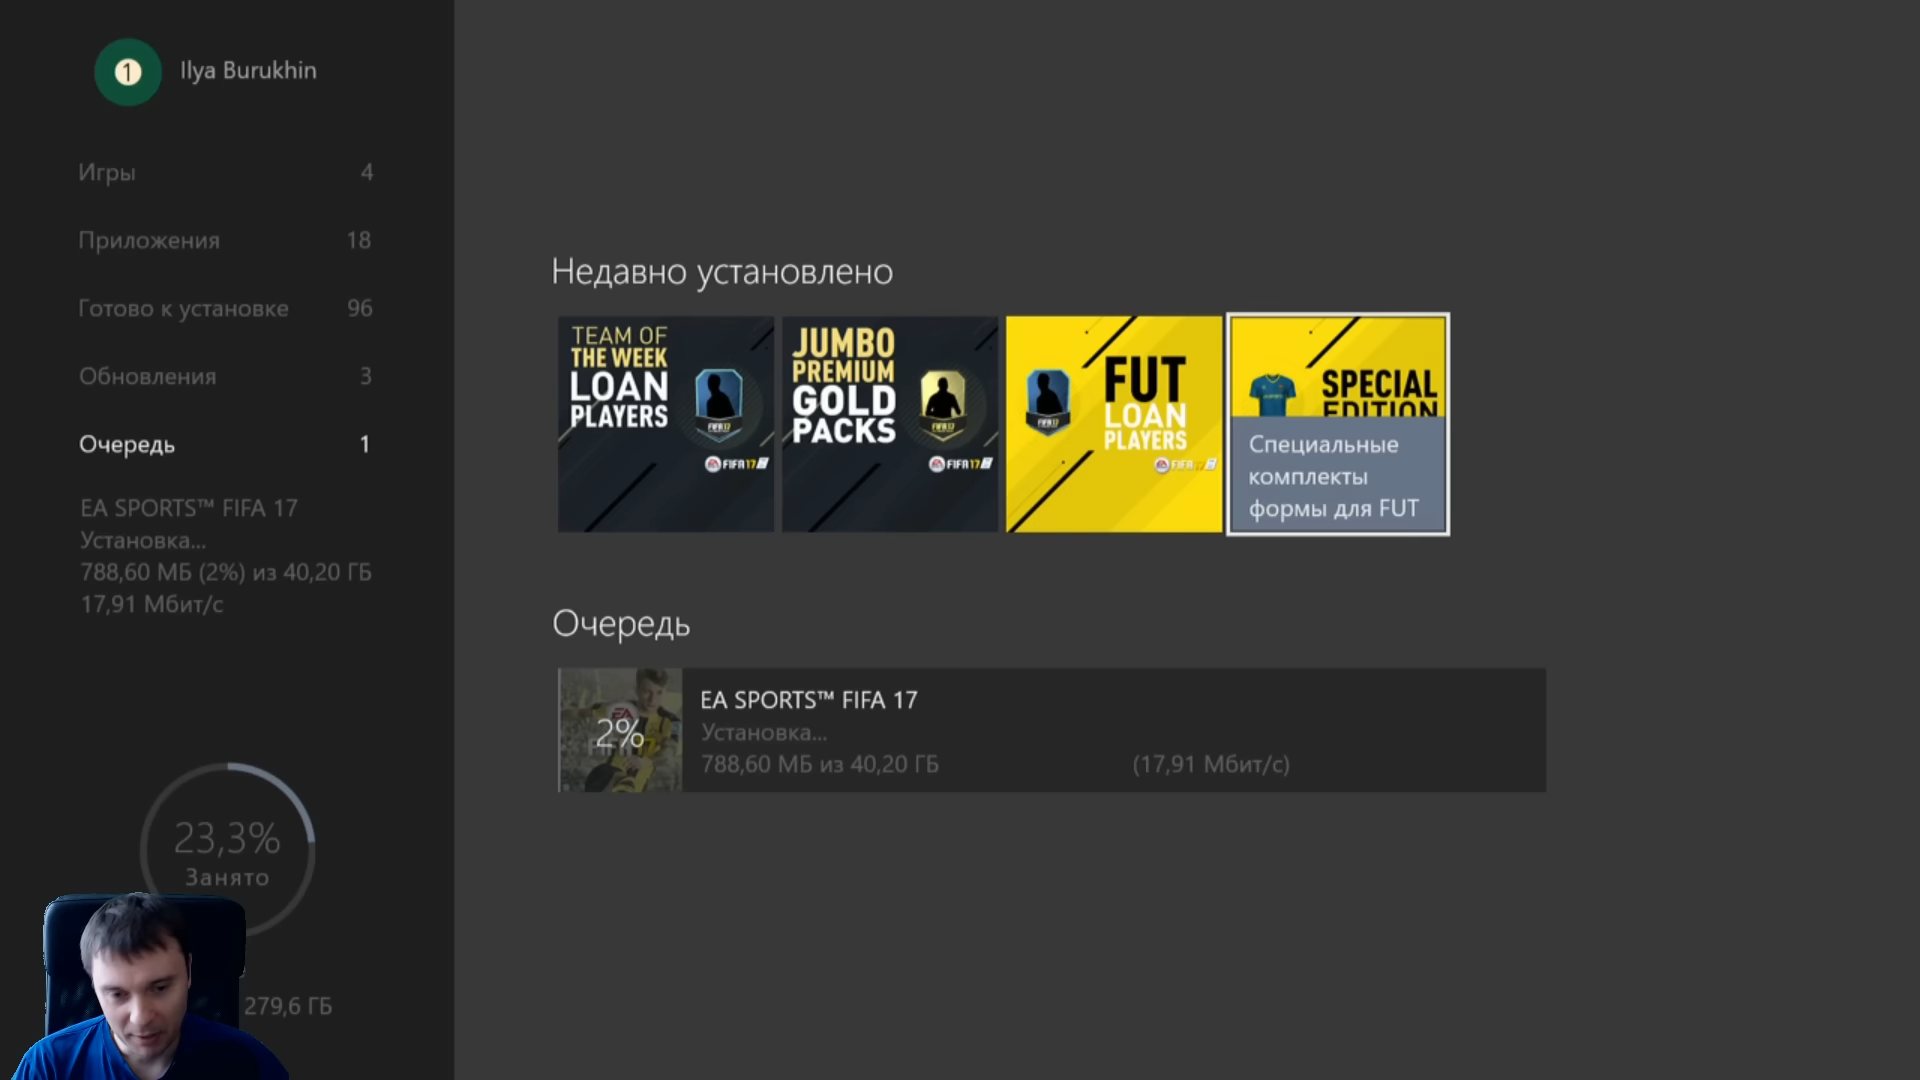 1
Ilya Burukhin
Игры 4
Приложения 18
Готово к установке 96
Обновления 3
Очередь 1
EA SPORTS™ FIFA 17
Установка...
788,60 МБ (2%) из 40,20 ГБ
17,91 Мбит/с
23,3%
Занято
279,6 ГБ
Недавно установлено
TEAM OF
THE WEEK
LOAN
PLAYERS
FIFA 17
JUMBO
PREMIUM
GOLD
PACKS
FIFA 17
FUT
LOAN
PLAYERS
FIFA 17
SPECIAL
EDITION
Специальные
комплекты
формы для FUT
Очередь
2%
EA SPORTS™ FIFA 17
Установка...
788,60 МБ из 40,20 ГБ (17,91 Мбит/с)